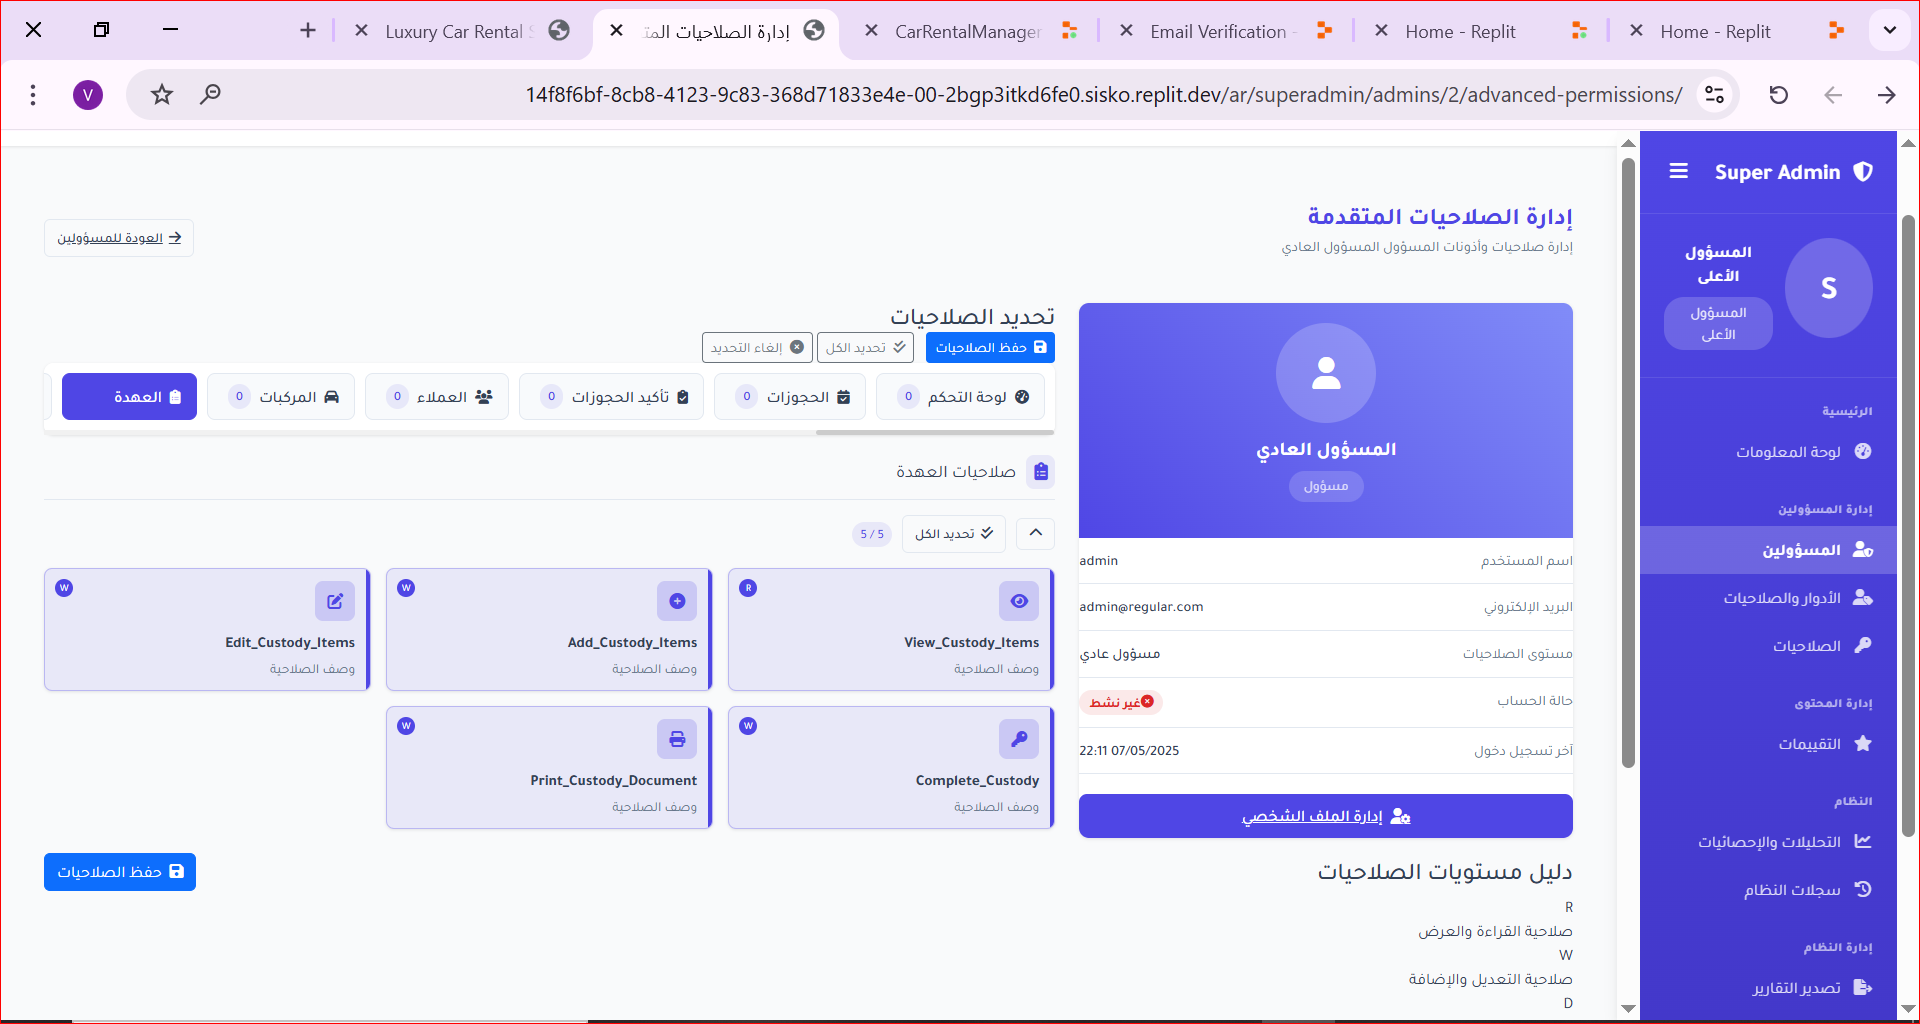 Luxury Car Rental S
إدارة الصلاحيات المت
CarRentalManager
Email Verification -
Home - Replit
Home - Replit
V
14f8f6bf-8cb8-4123-9c83-368d71833e4e-00-2bgp3itkd6fe0.sisko.replit.dev/ar/superadmin/admins/2/advanced-permissions/
Super Admin
S
المسؤول الأعلى
المسؤول الأعلى
الرئيسية
لوحة المعلومات
إدارة المسؤولين
المسؤولين
الأدوار والصلاحيات
الصلاحيات
إدارة المحتوى
التقييمات
النظام
التحليلات والإحصائيات
سجلات النظام
إدارة النظام
تصدير التقارير
إدارة الصلاحيات المتقدمة
إدارة صلاحيات وأذونات المسؤول المسؤول العادي
العودة للمسؤولين
المسؤول العادي
مسؤول
اسم المستخدم admin
البريد الإلكتروني admin@regular.com
مستوى الصلاحيات مسؤول عادي
حالة الحساب غير نشط
آخر تسجيل دخول 22:11 07/05/2025
إدارة الملف الشخصي
دليل مستويات الصلاحيات
R
صلاحية القراءة والعرض
W
صلاحية التعديل والإضافة
D
تحديد الصلاحيات
حفظ الصلاحيات تحديد الكل إلغاء التحديد
لوحة التحكم 0 الحجوزات 0 تأكيد الحجوزات 0 العملاء 0 المركبات 0 العهدة
صلاحيات العهدة
تحديد الكل 5 / 5
R
View_Custody_Items
وصف الصلاحية
W
Add_Custody_Items
وصف الصلاحية
W
Edit_Custody_Items
وصف الصلاحية
W
Complete_Custody
وصف الصلاحية
W
Print_Custody_Document
وصف الصلاحية
حفظ الصلاحيات